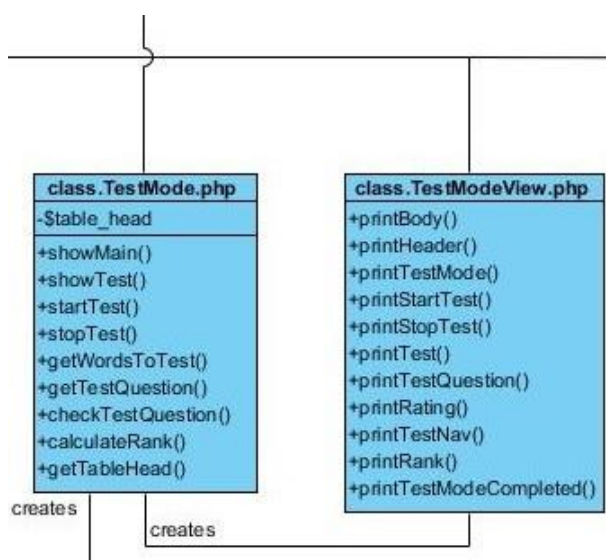 class.TestMode.php
-$table_head
+showMain()
+showTest()
+startTest()
+stopTest()
+getWordsToTest()
+getTestQuestion()
+checkTestQuestion()
+calculateRank()
+getTableHead()
class.TestModeView.php
+printBody()
+printHeader()
+printTestMode()
+printStartTest()
+printStopTest()
+printTest()
+printTestQuestion()
+printRating()
+printTestNav()
+printRank()
+printTestModeCompleted()
creates
creates